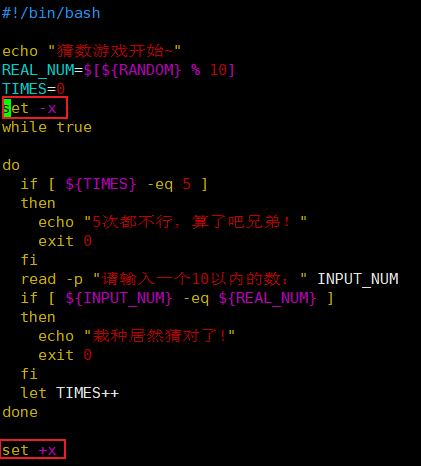 #!/bin/bash
echo "猜数游戏开始~"
REAL_NUM=$[${RANDOM} % 10]
TIMES=0
set -x
while true
do
if [ ${TIMES} -eq 5 ]
then
echo "5次都不行，算了吧兄弟！"
exit 0
fi
read -p "请输入一个10以内的数：" INPUT_NUM
if [ ${INPUT_NUM} -eq ${REAL_NUM} ]
then
echo "栽种居然猜对了!"
exit 0
fi
let TIMES++
done
set +x